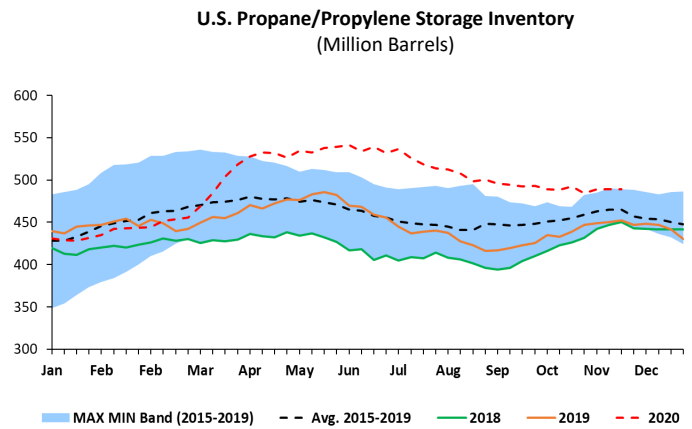 U.S. Propane/Propylene Storage Inventory
(Million Barrels)
600
550
500
450
400
350
300
Jan Feb Feb Mar Apr May Jun Jul Aug Sep Oct Nov Dec
MAX MIN Band (2015-2019) Avg. 2015-2019 2018 2019 2020